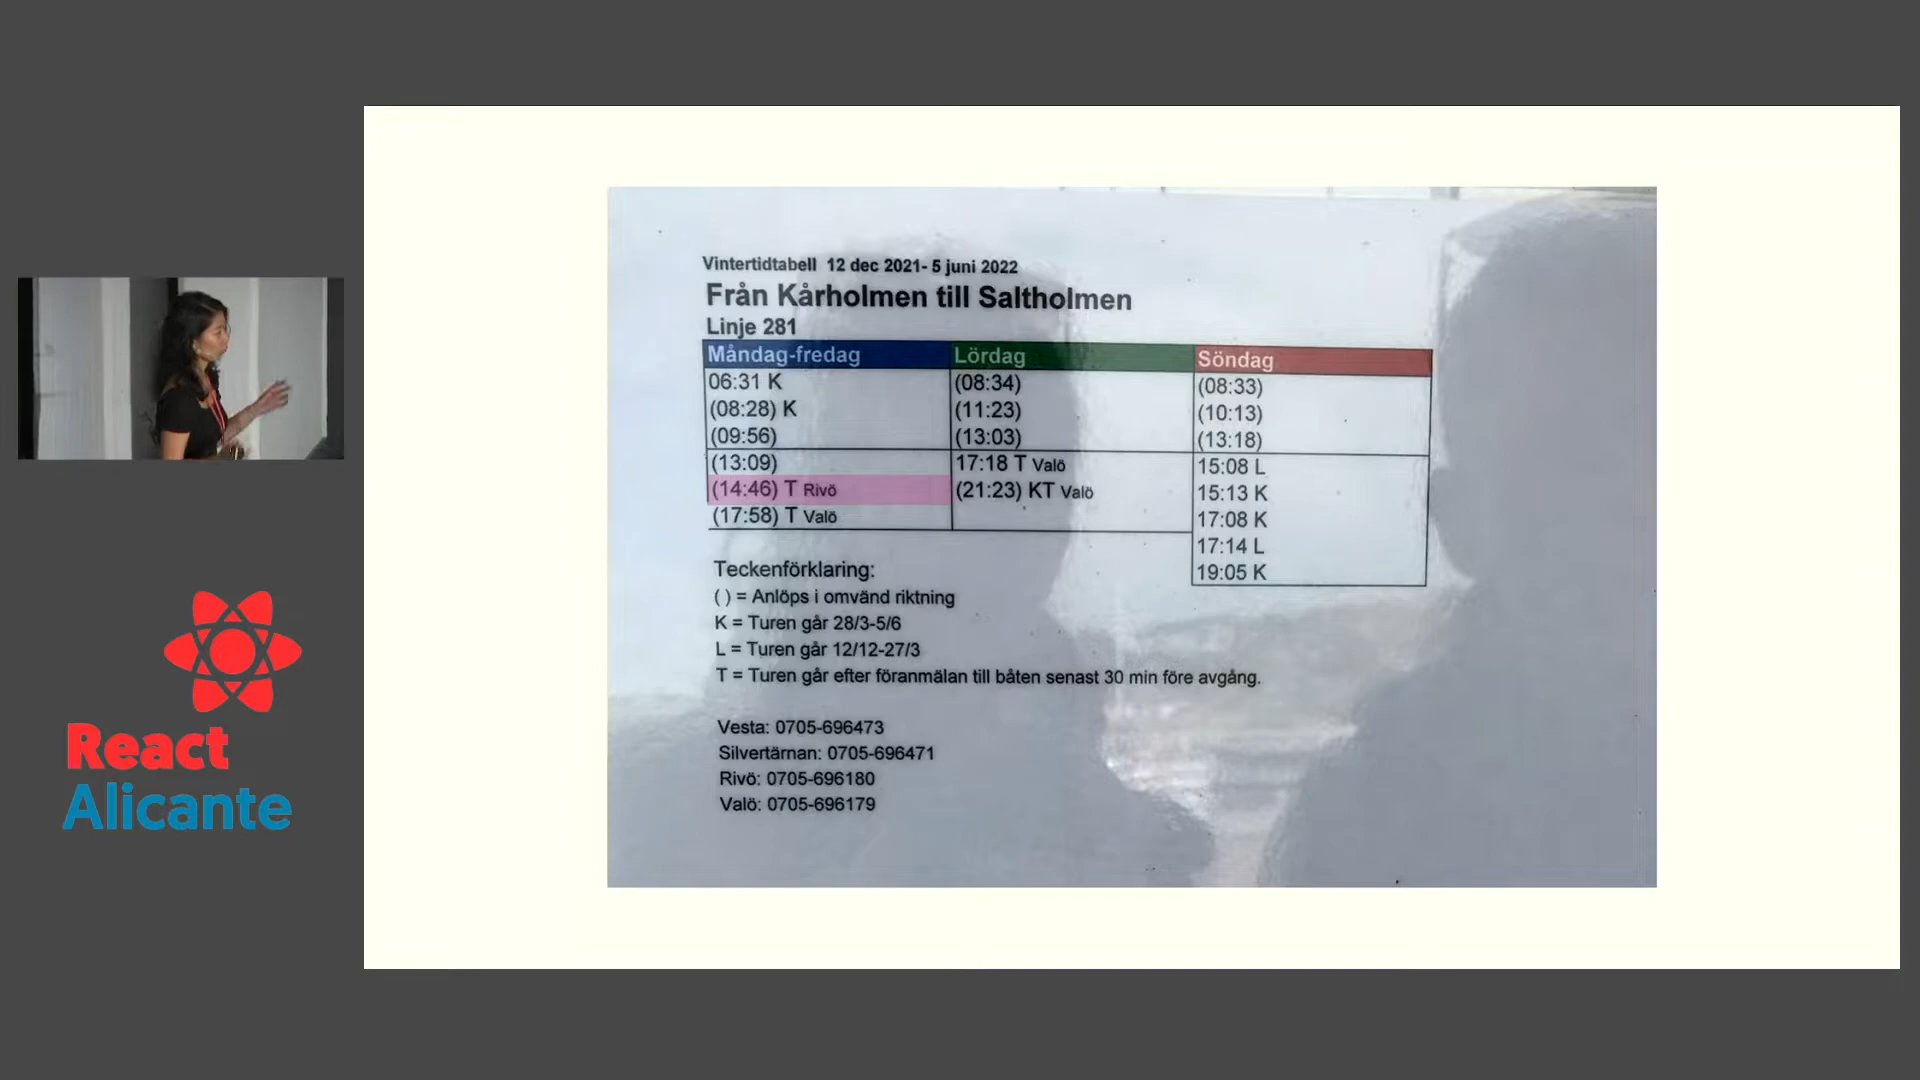 Vintertidtabell 12 dec 2021- 5 juni 2022
Från Kårholmen till Saltholmen
Linje 281
Måndag-fredag Lördag Söndag
06:31 K (08:34) (08:33)
(08:28) K (11:23) (10:13)
(09:56) (13:03) (13:18)
(13:09) 17:18 T Valö 15:08 L
(14:46) T Rivö (21:23) KT Valö 15:13 K
(17:58) T Valö 17:08 K
17:14 L
19:05 K
Teckenförklaring:
( ) = Anlöps i omvänd riktning
K = Turen går 28/3-5/6
L = Turen går 12/12-27/3
T = Turen går efter föranmälan till båten senast 30 min före avgång.
Vesta: 0705-696473
Silvertärnan: 0705-696471
Rivö: 0705-696180
Valö: 0705-696179
React
Alicante